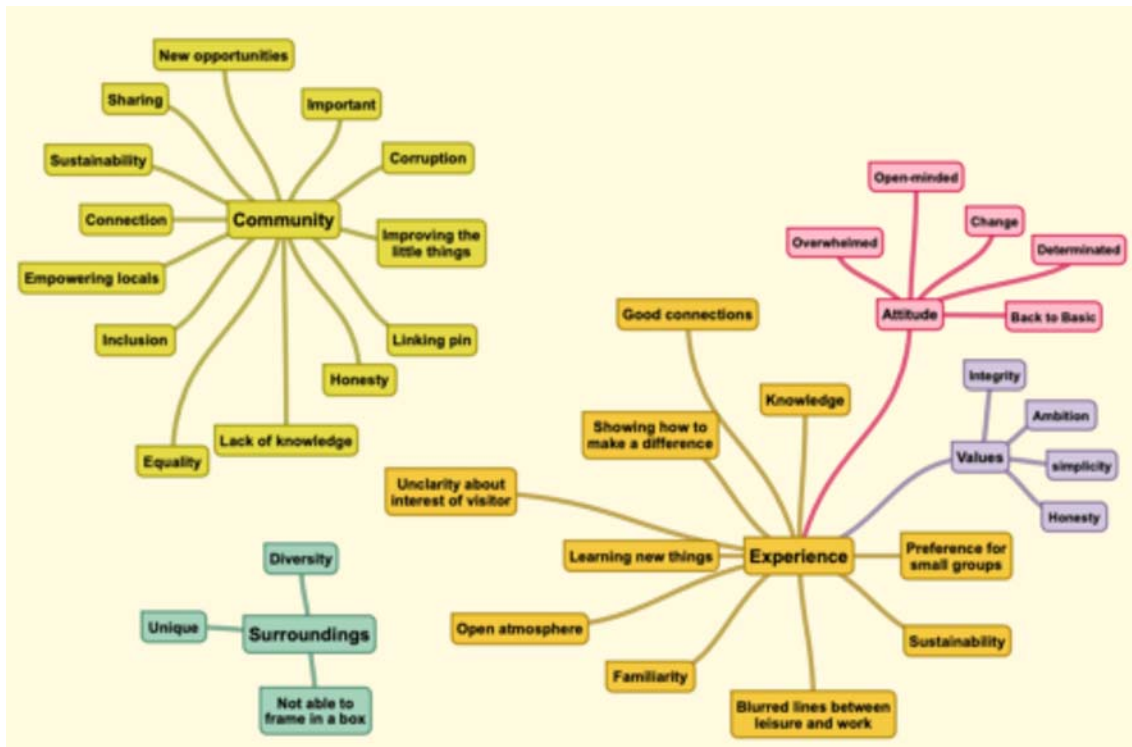 New opportunities
Sharing
Important
Sustainability
Corruption
Connection
Community
Improving the
little things
Empowering locals
Inclusion
Linking pin
Honesty
Equality
Lack of knowledge
Open-minded
Overwhelmed
Change
Determinated
Attitude
Back to Basic
Good connections
Knowledge
Showing how to
make a difference
Unclarity about
interest of visitor
Learning new things
Experience
Preference for
small groups
Open atmosphere
Familiarity
Sustainability
Blurred lines between
leisure and work
Integrity
Ambition
Values
simplicity
Honesty
Diversity
Unique
Surroundings
Not able to
frame in a box